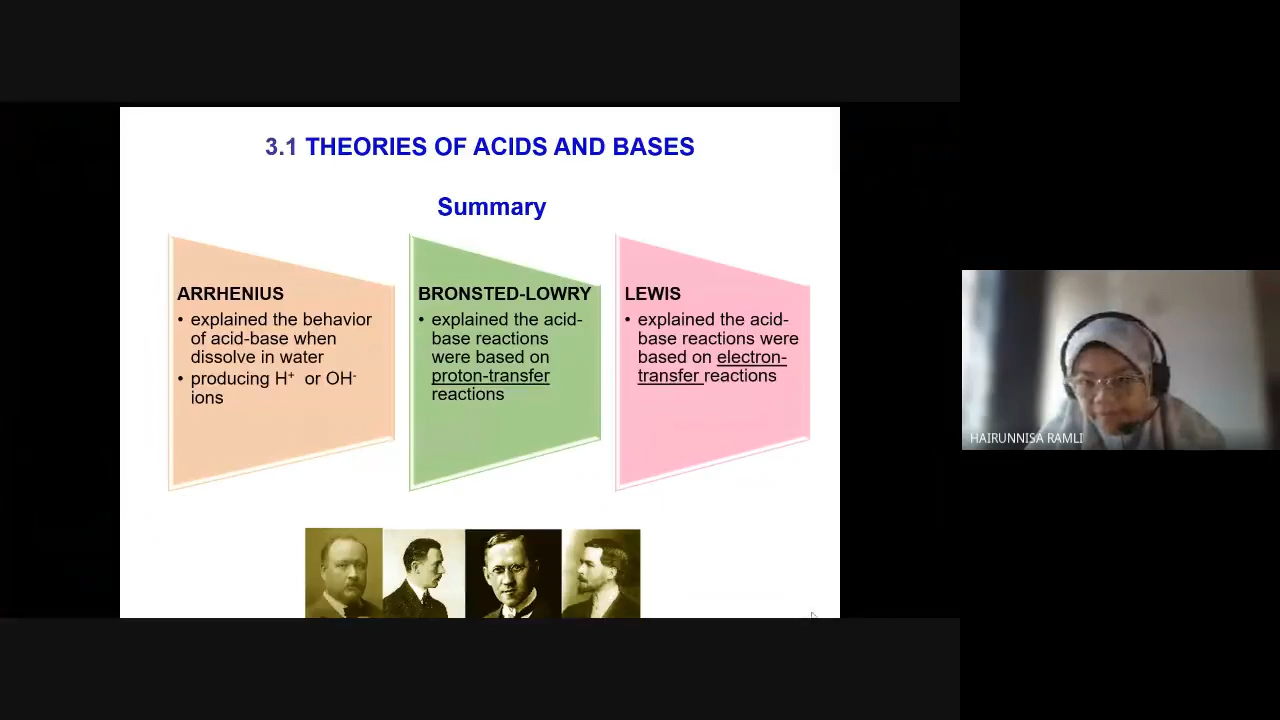 3.1 THEORIES OF ACIDS AND BASES
Summary
ARRHENIUS
• explained the behavior
of acid-base when
dissolve in water
• producing H⁺ or OH⁻
ions
BRONSTED-LOWRY
• explained the acid-
base reactions
were based on
proton-transfer
reactions
LEWIS
• explained the acid-
base reactions were
based on electron-
transfer reactions
HAIRUNNISA RAMLI